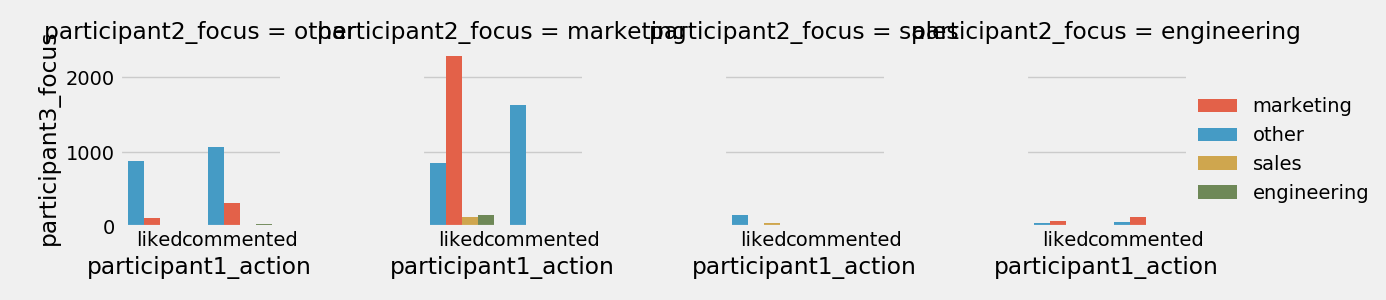 participant2_focus = other
participant2_focus = marketing
participant2_focus = sales
participant2_focus = engineering
participant3_focus
2000
1000
0
liked commented
liked commented
liked commented
liked commented
participant1_action
participant1_action
participant1_action
participant1_action
marketing
other
sales
engineering